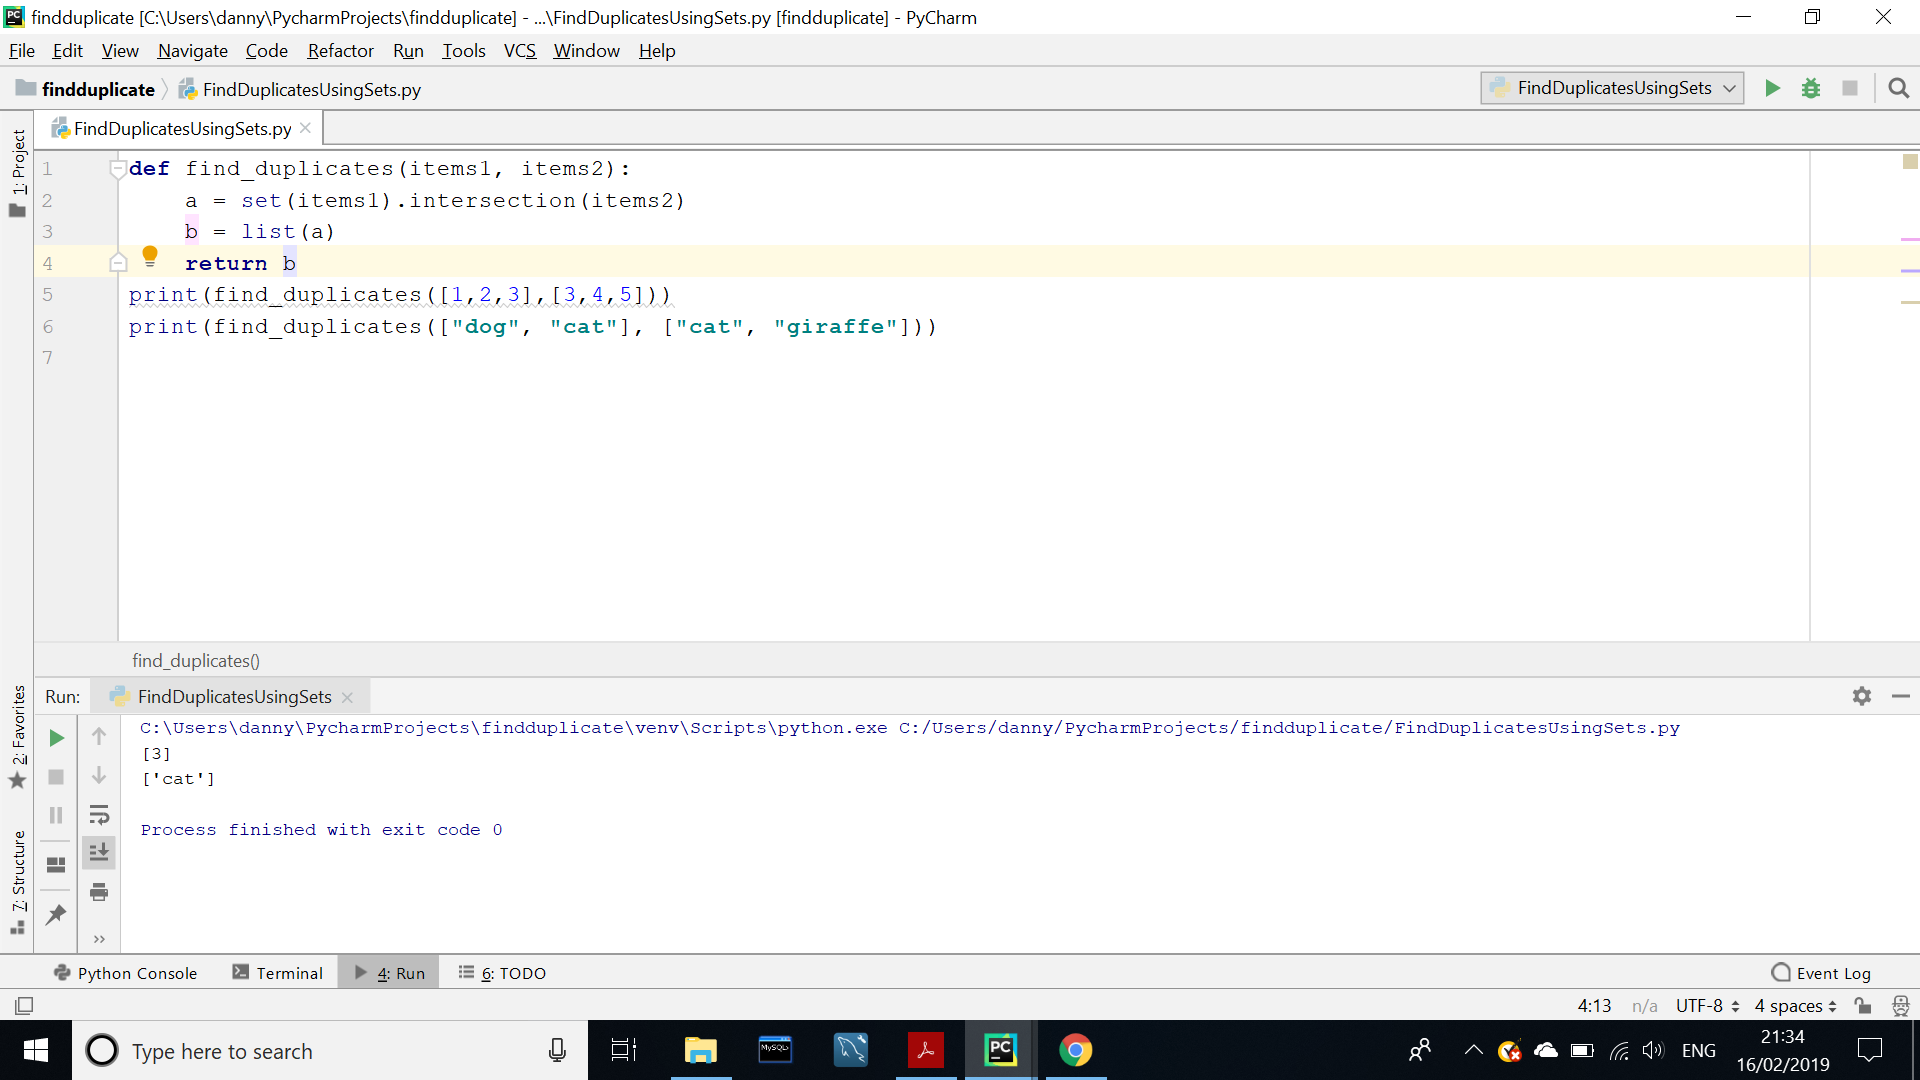 findduplicate [C:\Users\danny\PycharmProjects\findduplicate] - ...\FindDuplicatesUsingSets.py [findduplicate] - PyCharm
File Edit View Navigate Code Refactor Run Tools VCS Window Help
findduplicate FindDuplicatesUsingSets.py FindDuplicatesUsingSets
FindDuplicatesUsingSets.py
1: Project
1 def find_duplicates(items1, items2):
2 a = set(items1).intersection(items2)
3 b = list(a)
4 return b
5 print(find_duplicates([1,2,3],[3,4,5]))
6 print(find_duplicates(["dog", "cat"], ["cat", "giraffe"]))
7
find_duplicates()
2: Favorites
7: Structure
Run: FindDuplicatesUsingSets
C:\Users\danny\PycharmProjects\findduplicate\venv\Scripts\python.exe C:/Users/danny/PycharmProjects/findduplicate/FindDuplicatesUsingSets.py
[3]
['cat']
Process finished with exit code 0
Python Console Terminal 4: Run 6: TODO Event Log
4:13 n/a UTF-8 4 spaces
Type here to search MySQL PC ENG 21:34
16/02/2019